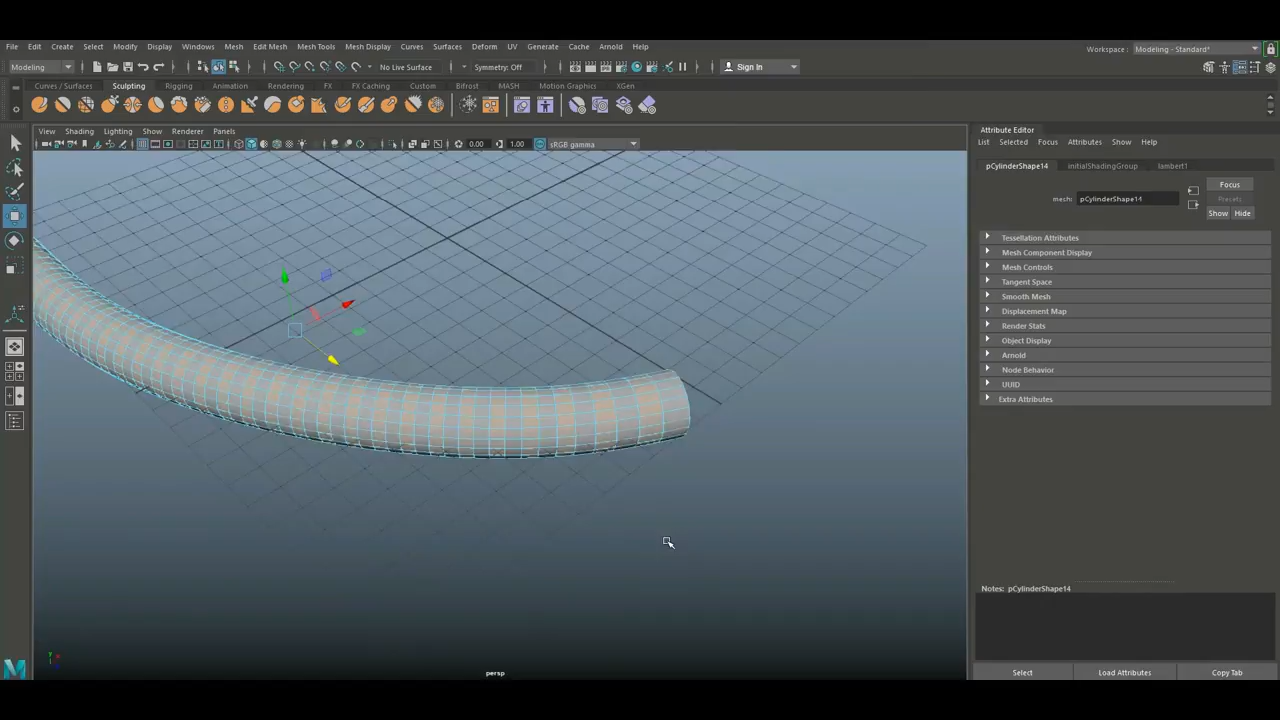 File Edit Create Select Modify Display Windows Mesh Edit Mesh Mesh Tools Mesh Display Curves Surfaces Deform UV Generate Cache Arnold Help
Workspace : Modeling - Standard*
Modeling No Live Surface Symmetry: Off Sign In
Curves / Surfaces Sculpting Rigging Animation Rendering FX FX Caching Custom Bifrost MASH Motion Graphics XGen
View Shading Lighting Show Renderer Panels
0.00 1.00 sRGB gamma
persp
Attribute Editor
List Selected Focus Attributes Show Help
pCylinderShape14 initialShadingGroup lambert1
Focus
mesh: pCylinderShape14
Presets
Show Hide
Tessellation Attributes
Mesh Component Display
Mesh Controls
Tangent Space
Smooth Mesh
Displacement Map
Render Stats
Object Display
Arnold
Node Behavior
UUID
Extra Attributes
Notes: pCylinderShape14
Select Load Attributes Copy Tab